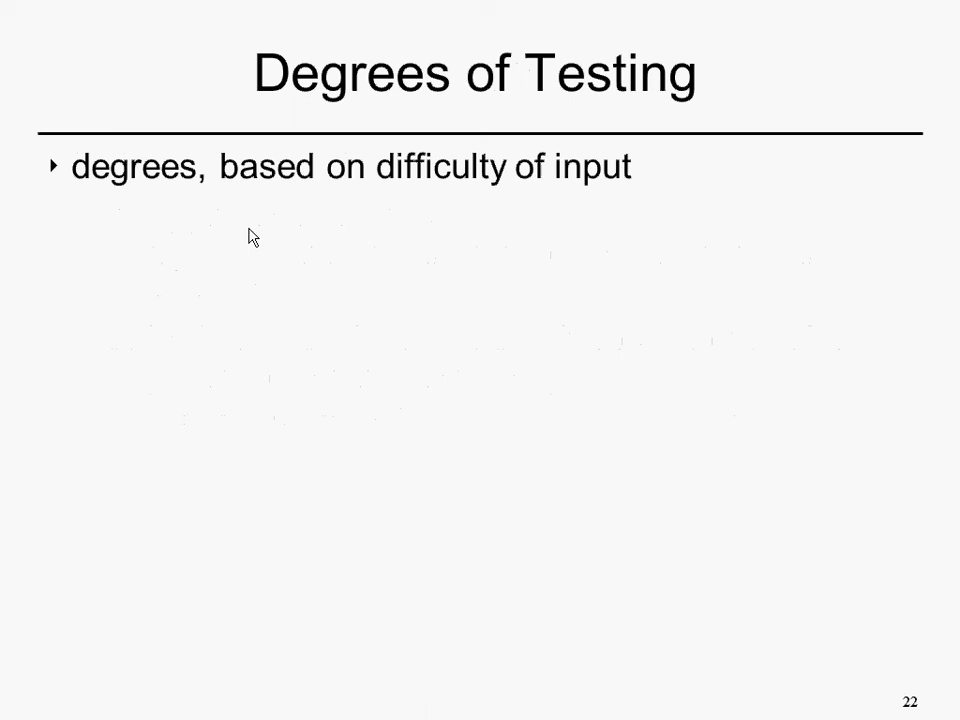 Degrees of Testing
‣ degrees, based on difficulty of input
22